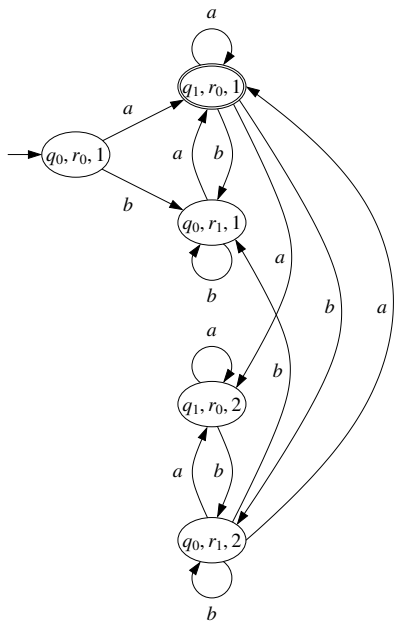 a
q₁, r₀, 1
a
q₀, r₀, 1
a b
b
q₀, r₁, 1
a
b
b a
a b
q₁, r₀, 2
a b
q₀, r₁, 2
b